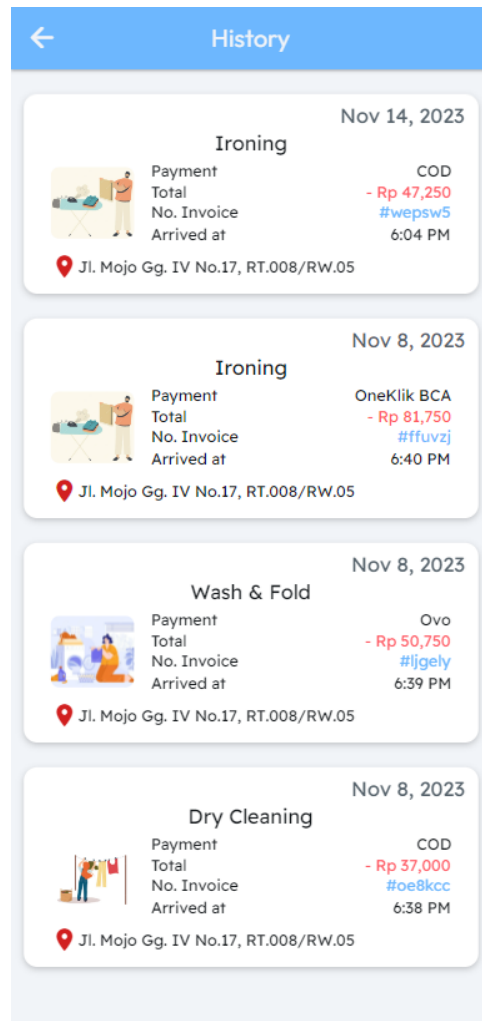 History
Nov 14, 2023
Ironing
Payment COD
Total - Rp 47,250
No. Invoice #wepsw5
Arrived at 6:04 PM
Jl. Mojo Gg. IV No.17, RT.008/RW.05
Nov 8, 2023
Ironing
Payment OneKlik BCA
Total - Rp 81,750
No. Invoice #ffuvzj
Arrived at 6:40 PM
Jl. Mojo Gg. IV No.17, RT.008/RW.05
Nov 8, 2023
Wash & Fold
Payment Ovo
Total - Rp 50,750
No. Invoice #ljgely
Arrived at 6:39 PM
Jl. Mojo Gg. IV No.17, RT.008/RW.05
Nov 8, 2023
Dry Cleaning
Payment COD
Total - Rp 37,000
No. Invoice #oe8kcc
Arrived at 6:38 PM
Jl. Mojo Gg. IV No.17, RT.008/RW.05